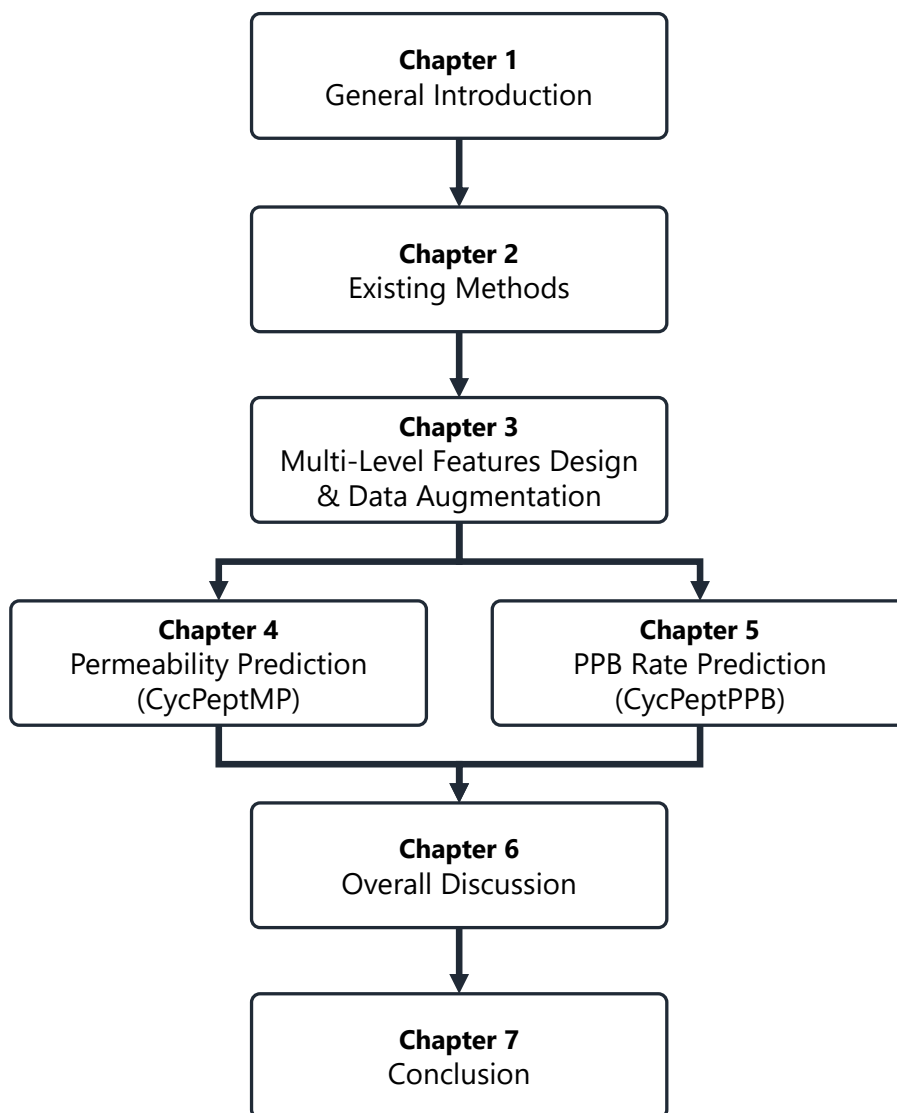 Chapter 1
General Introduction
Chapter 2
Existing Methods
Chapter 3
Multi-Level Features Design
& Data Augmentation
Chapter 4
Permeability Prediction
(CycPeptMP)
Chapter 5
PPB Rate Prediction
(CycPeptPPB)
Chapter 6
Overall Discussion
Chapter 7
Conclusion